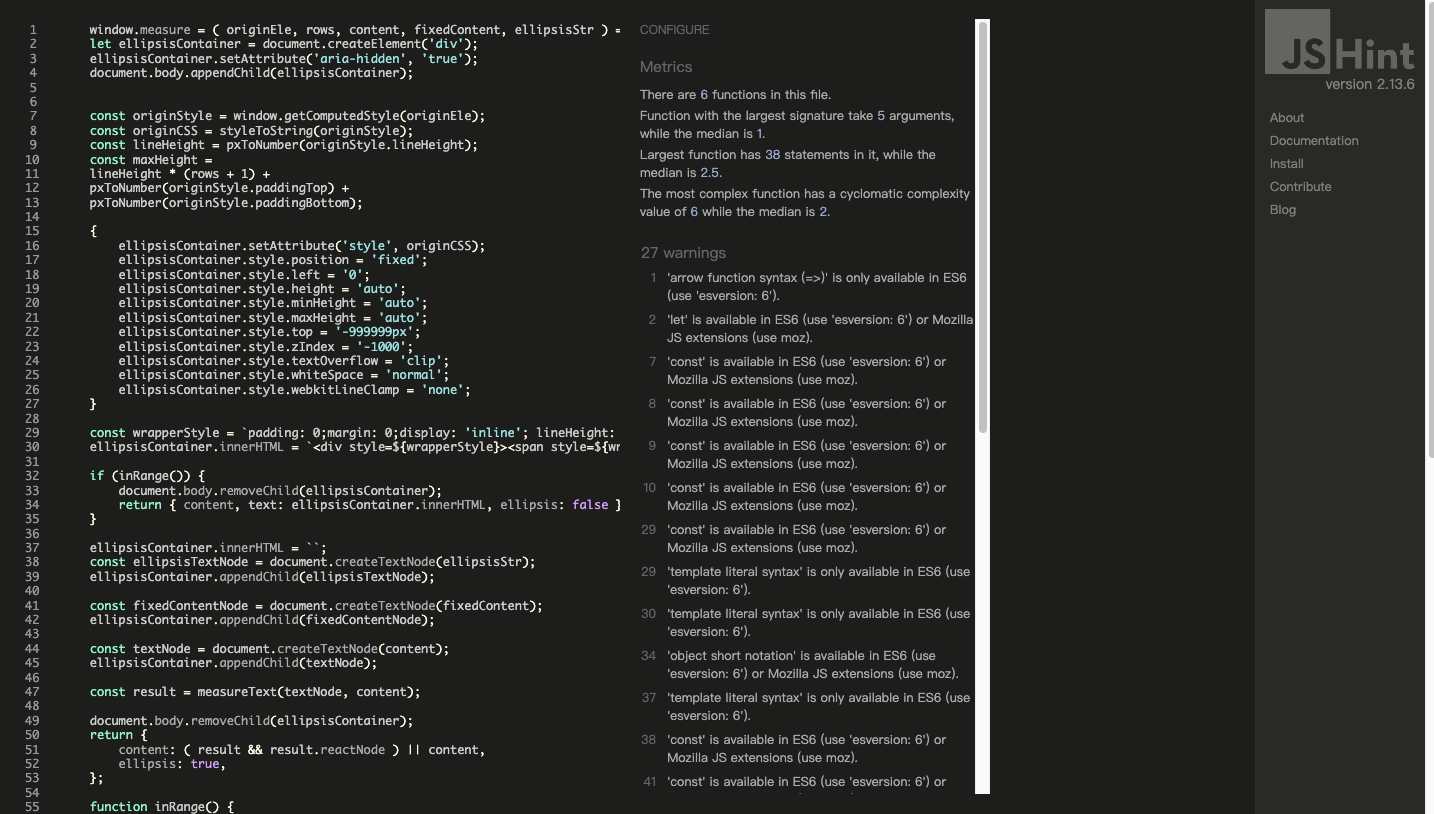 1 window.measure = ( originEle, rows, content, fixedContent, ellipsisStr ) =
2 let ellipsisContainer = document.createElement('div');
3 ellipsisContainer.setAttribute('aria-hidden', 'true');
4 document.body.appendChild(ellipsisContainer);
5
6
7 const originStyle = window.getComputedStyle(originEle);
8 const originCSS = styleToString(originStyle);
9 const lineHeight = pxToNumber(originStyle.lineHeight);
10 const maxHeight =
11 lineHeight * (rows + 1) +
12 pxToNumber(originStyle.paddingTop) +
13 pxToNumber(originStyle.paddingBottom);
14
15 {
16 ellipsisContainer.setAttribute('style', originCSS);
17 ellipsisContainer.style.position = 'fixed';
18 ellipsisContainer.style.left = '0';
19 ellipsisContainer.style.height = 'auto';
20 ellipsisContainer.style.minHeight = 'auto';
21 ellipsisContainer.style.maxHeight = 'auto';
22 ellipsisContainer.style.top = '-999999px';
23 ellipsisContainer.style.zIndex = '-1000';
24 ellipsisContainer.style.textOverflow = 'clip';
25 ellipsisContainer.style.whiteSpace = 'normal';
26 ellipsisContainer.style.webkitLineClamp = 'none';
27 }
28
29 const wrapperStyle = `padding: 0;margin: 0;display: 'inline'; lineHeight:
30 ellipsisContainer.innerHTML = `<div style=${wrapperStyle}><span style=${wr
31
32 if (inRange()) {
33 document.body.removeChild(ellipsisContainer);
34 return { content, text: ellipsisContainer.innerHTML, ellipsis: false }
35 }
36
37 ellipsisContainer.innerHTML = ``;
38 const ellipsisTextNode = document.createTextNode(ellipsisStr);
39 ellipsisContainer.appendChild(ellipsisTextNode);
40
41 const fixedContentNode = document.createTextNode(fixedContent);
42 ellipsisContainer.appendChild(fixedContentNode);
43
44 const textNode = document.createTextNode(content);
45 ellipsisContainer.appendChild(textNode);
46
47 const result = measureText(textNode, content);
48
49 document.body.removeChild(ellipsisContainer);
50 return {
51 content: ( result && result.reactNode ) || content,
52 ellipsis: true,
53 };
54
55 function inRange() {
CONFIGURE
Metrics
There are 6 functions in this file.
Function with the largest signature take 5 arguments,
while the median is 1.
Largest function has 38 statements in it, while the
median is 2.5.
The most complex function has a cyclomatic complexity
value of 6 while the median is 2.
27 warnings
1 'arrow function syntax (=>)' is only available in ES6
(use 'esversion: 6').
2 'let' is available in ES6 (use 'esversion: 6') or Mozilla
JS extensions (use moz).
7 'const' is available in ES6 (use 'esversion: 6') or
Mozilla JS extensions (use moz).
8 'const' is available in ES6 (use 'esversion: 6') or
Mozilla JS extensions (use moz).
9 'const' is available in ES6 (use 'esversion: 6') or
Mozilla JS extensions (use moz).
10 'const' is available in ES6 (use 'esversion: 6') or
Mozilla JS extensions (use moz).
29 'const' is available in ES6 (use 'esversion: 6') or
Mozilla JS extensions (use moz).
29 'template literal syntax' is only available in ES6 (use
'esversion: 6').
30 'template literal syntax' is only available in ES6 (use
'esversion: 6').
34 'object short notation' is available in ES6 (use
'esversion: 6') or Mozilla JS extensions (use moz).
37 'template literal syntax' is only available in ES6 (use
'esversion: 6').
38 'const' is available in ES6 (use 'esversion: 6') or
Mozilla JS extensions (use moz).
41 'const' is available in ES6 (use 'esversion: 6') or
JSHint
version 2.13.6
About
Documentation
Install
Contribute
Blog